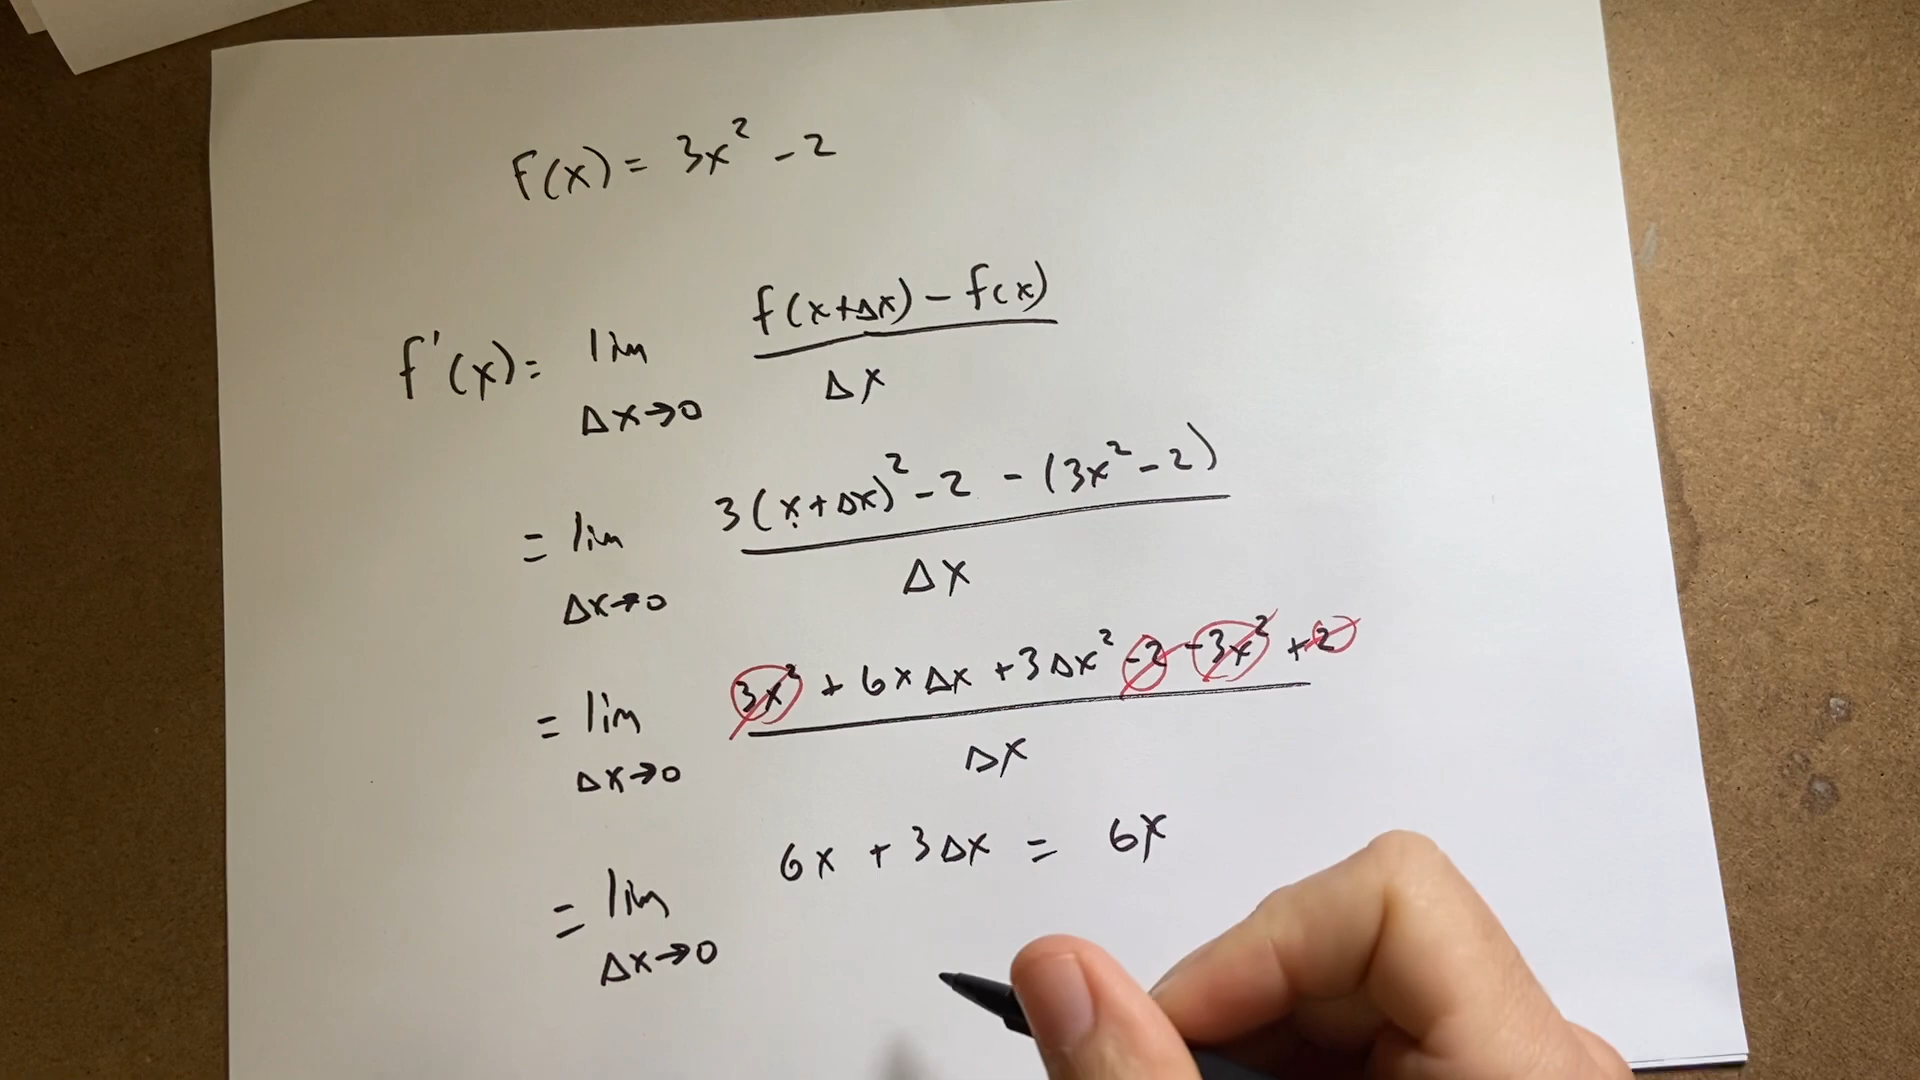 f(x) = 3x² - 2
f'(x) = lim Δx→0 (f(x+Δx) - f(x)) / Δx
= lim Δx→0 (3(x+Δx)² - 2 - (3x² - 2)) / Δx
= lim Δx→0 (3x² + 6xΔx + 3Δx² - 2 - 3x² + 2) / Δx
= lim Δx→0 6x + 3Δx = 6x